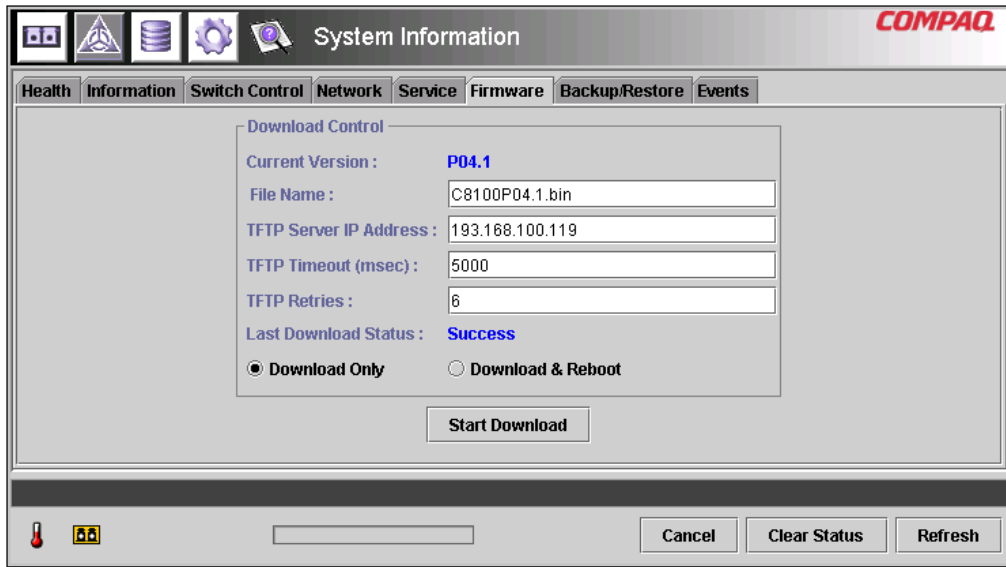 System Information
COMPAQ
Health Information Switch Control Network Service Firmware Backup/Restore Events
Download Control
Current Version : P04.1
File Name : C8100P04.1.bin
TFTP Server IP Address : 193.168.100.119
TFTP Timeout (msec) : 5000
TFTP Retries : 6
Last Download Status : Success
Download Only Download & Reboot
Start Download
Cancel Clear Status Refresh